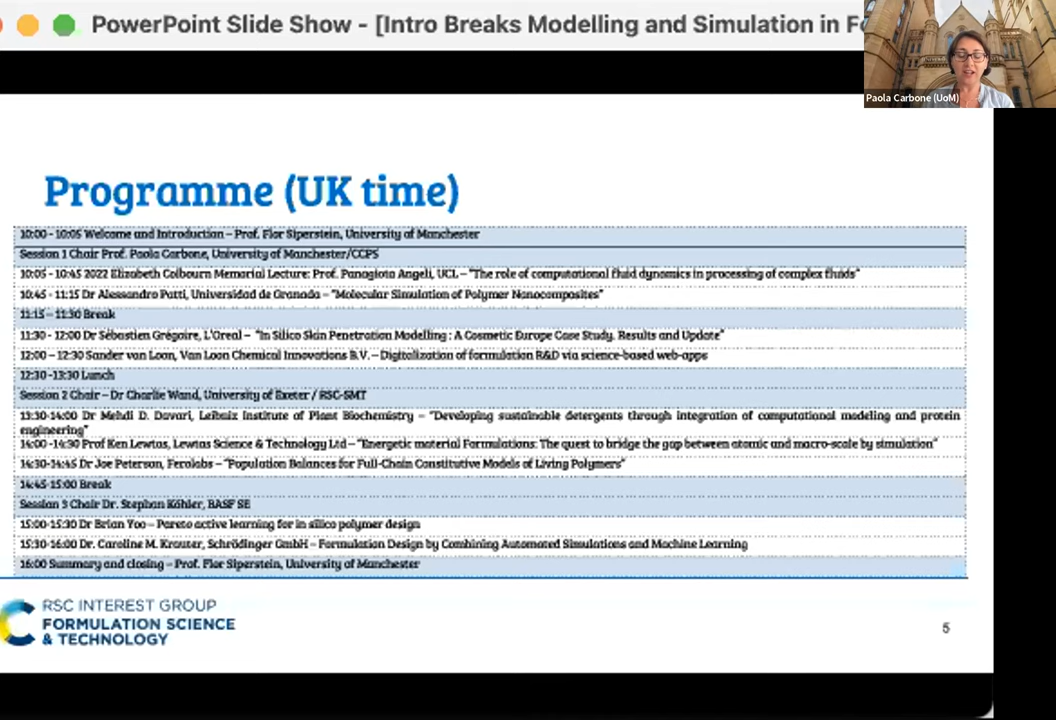 PowerPoint Slide Show - [Intro Breaks Modelling and Simulation in Fo
Paola Carbone (UoM)
Programme (UK time)
10:00 - 10:05 Welcome and Introduction – Prof. Flor Siperstein, University of Manchester
Session 1 Chair Prof. Paola Carbone, University of Manchester/CCP5
10:05 - 10:45 2022 Elizabeth Colbourn Memorial Lecture: Prof. Panagiota Angeli, UCL – "The role of computational fluid dynamics in processing of complex fluids"
10:45 - 11:15 Dr Alessandro Patti, Universidad de Granada – "Molecular Simulation of Polymer Nanocomposites"
11:15 – 11:30 Break
11:30 - 12:00 Dr Sébastien Grégoire, L'Oreal – "In Silico Skin Penetration Modelling : A Cosmetic Europe Case Study. Results and Update"
12:00 – 12:30 Sander van Loon, Van Loon Chemical Innovations B.V. – Digitalization of formulation R&D via science-based web-apps
12:30 -13:30 Lunch
Session 2 Chair – Dr Charlie Wand, University of Exeter / RSC-SMT
13:30-14:00 Dr Mehdi D. Davari, Leibniz Institute of Plant Biochemistry – "Developing sustainable detergents through integration of computational modeling and protein
engineering"
14:00 -14:30 Prof Ken Lewtas, Lewtas Science & Technology Ltd – "Energetic material Formulations: The quest to bridge the gap between atomic and macro-scale by simulation"
14:30-14:45 Dr Joe Peterson, Ferolabs – "Population Balances for Full-Chain Constitutive Models of Living Polymers"
14:45-15:00 Break
Session 3 Chair Dr. Stephan Köhler, BASF SE
15:00-15:30 Dr Brian Yoo – Pareto active learning for in silico polymer design
15:30-16:00 Dr. Caroline M. Krauter, Schrödinger GmbH – Formulation Design by Combining Automated Simulations and Machine Learning
16:00 Summary and closing – Prof. Flor Siperstein, University of Manchester
RSC INTEREST GROUP
FORMULATION SCIENCE
& TECHNOLOGY
5